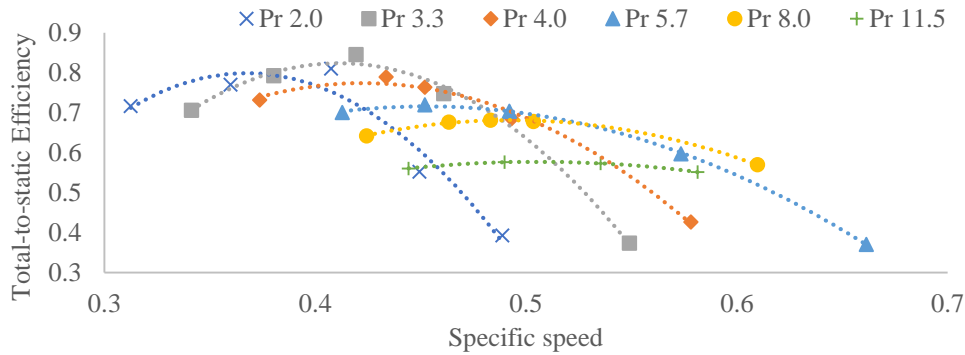 Pr 2.0 Pr 3.3 Pr 4.0 Pr 5.7 Pr 8.0 Pr 11.5
Total-to-static Efficiency
0.9
0.8
0.7
0.6
0.5
0.4
0.3
0.3 0.4 0.5 0.6 0.7
Specific speed